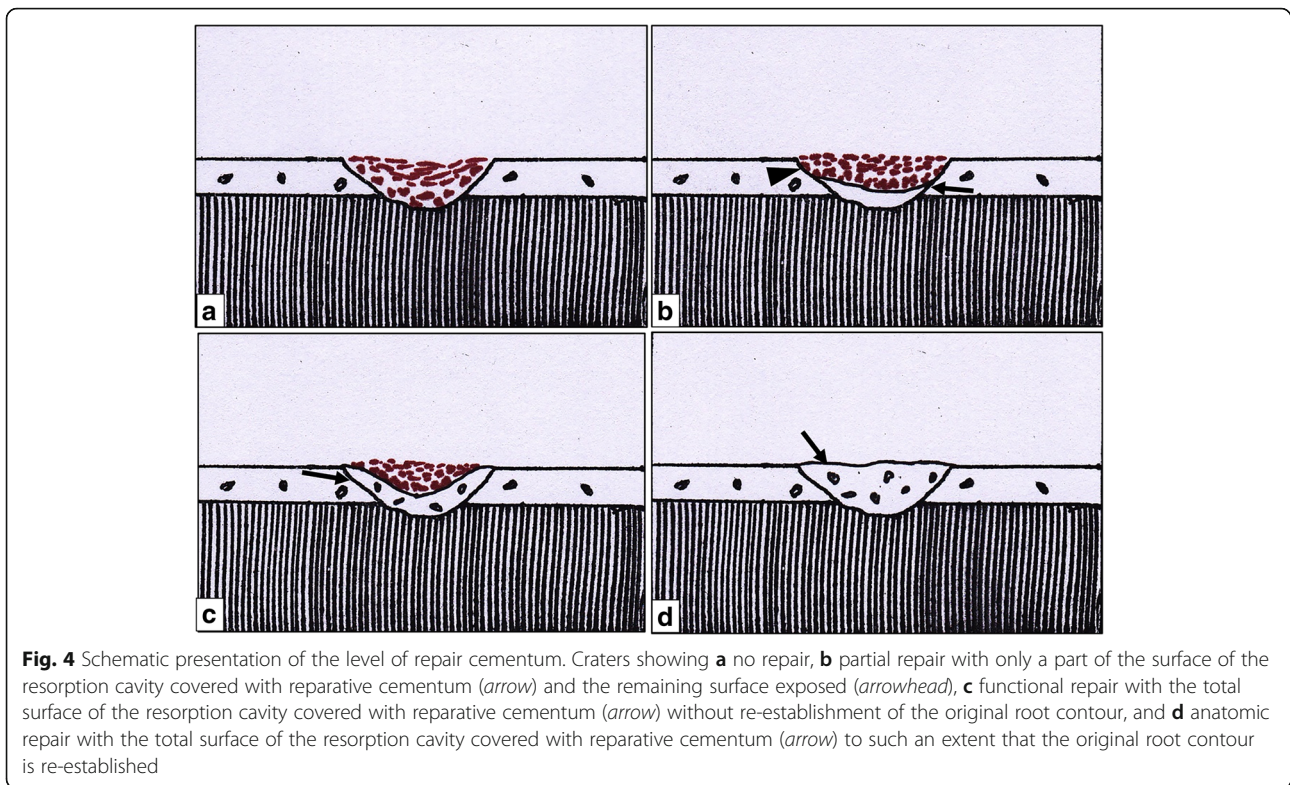 a
b
c
d
Fig. 4 Schematic presentation of the level of repair cementum. Craters showing a no repair, b partial repair with only a part of the surface of the
resorption cavity covered with reparative cementum (arrow) and the remaining surface exposed (arrowhead), c functional repair with the total
surface of the resorption cavity covered with reparative cementum (arrow) without re-establishment of the original root contour, and d anatomic
repair with the total surface of the resorption cavity covered with reparative cementum (arrow) to such an extent that the original root contour
is re-established